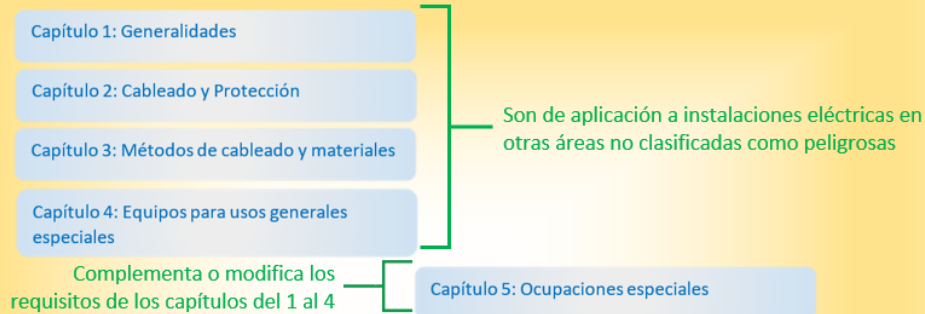 Capítulo 1: Generalidades
Capítulo 2: Cableado y Protección
Son de aplicación a instalaciones eléctricas en
otras áreas no clasificadas como peligrosas
Capítulo 3: Métodos de cableado y materiales
Capítulo 4: Equipos para usos generales
especiales
Complementa o modifica los
requisitos de los capítulos del 1 al 4
Capítulo 5: Ocupaciones especiales